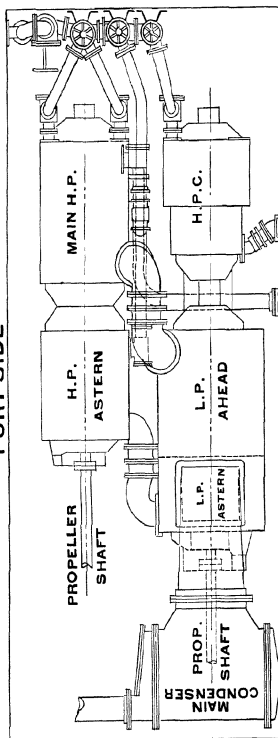 PORT SIDE
MAIN H.P.
H.P.
ASTERN
PROPELLER
SHAFT
H.P.C.
L.P.
AHEAD
L.P.
ASTERN
PROP.
SHAFT
MAIN
CONDENSER